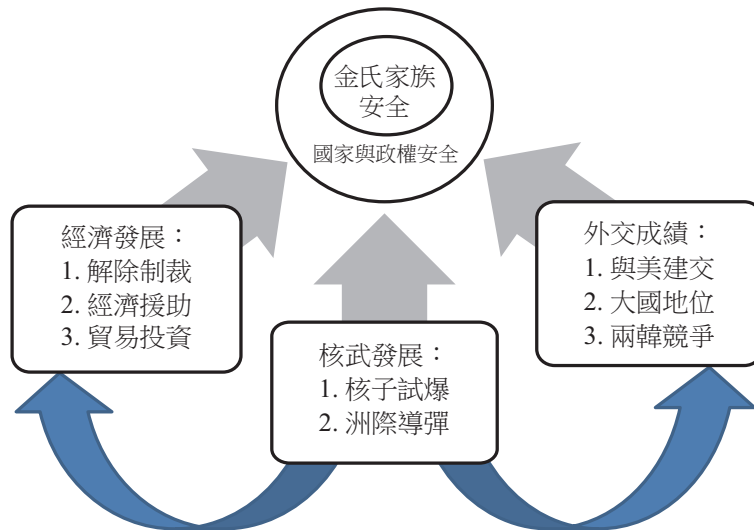 金氏家族
安全
國家與政權安全
經濟發展：
1. 解除制裁
2. 經濟援助
3. 貿易投資
核武發展：
1. 核子試爆
2. 洲際導彈
外交成績：
1. 與美建交
2. 大國地位
3. 兩韓競爭